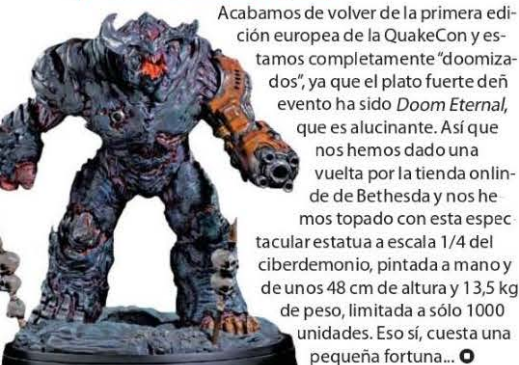 Acabamos de volver de la primera edi-
ción europea de la QuakeCon y es-
tamos completamente “doomiza-
dos”, ya que el plato fuerte deñ
evento ha sido Doom Eternal,
que es alucinante. Así que
nos hemos dado una
vuelta por la tienda onlin-
de de Bethesda y nos he
mos topado con esta espec
tacular estatua a escala 1/4 del
ciberdemonio, pintada a mano y
de unos 48 cm de altura y 13,5 kg
de peso, limitada a sólo 1000
unidades. Eso sí, cuesta una
pequeña fortuna...